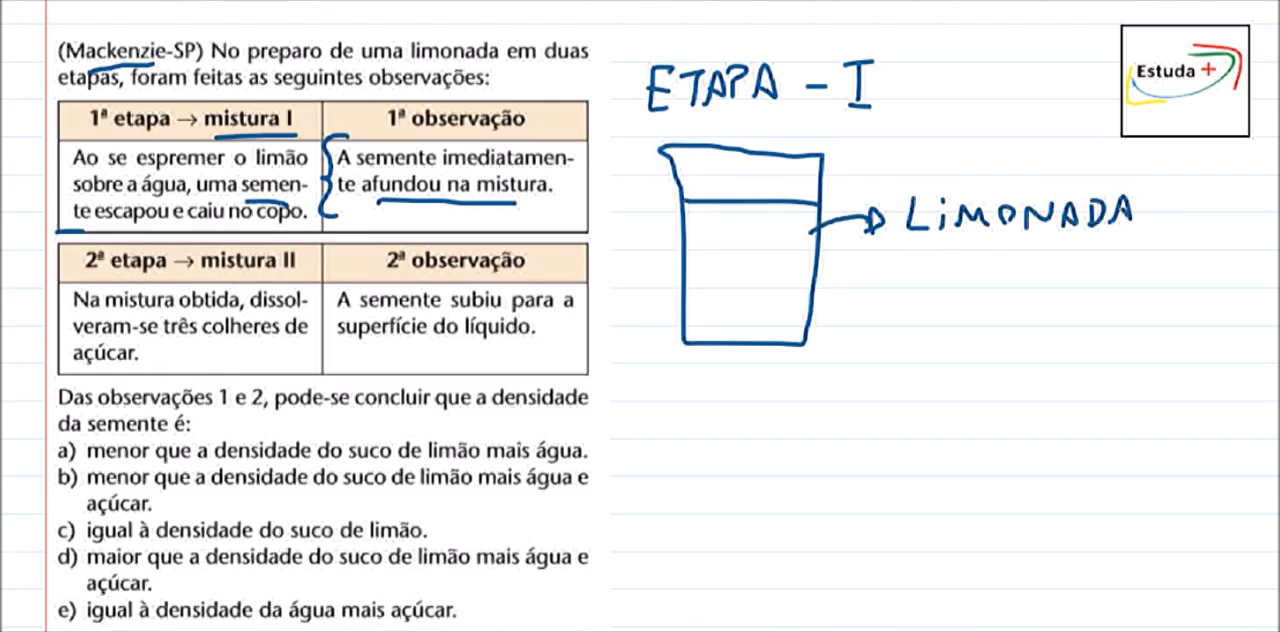 (Mackenzie-SP) No preparo de uma limonada em duas
etapas, foram feitas as seguintes observações:
1ª etapa → mistura I
1ª observação
Ao se espremer o limão
sobre a água, uma semen-
te escapou e caiu no copo.
A semente imediatamen-
te afundou na mistura.
2ª etapa → mistura II
2ª observação
Na mistura obtida, dissol-
veram-se três colheres de
açúcar.
A semente subiu para a
superfície do líquido.
Das observações 1 e 2, pode-se concluir que a densidade
da semente é:
a) menor que a densidade do suco de limão mais água.
b) menor que a densidade do suco de limão mais água e
açúcar.
c) igual à densidade do suco de limão.
d) maior que a densidade do suco de limão mais água e
açúcar.
e) igual à densidade da água mais açúcar.
ETAPA - I
LiMONADA
Estuda +